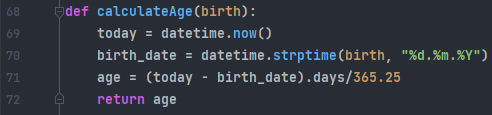 68 def calculateAge(birth):
69 today = datetime.now()
70 birth_date = datetime.strptime(birth, "%d.%m.%Y")
71 age = (today - birth_date).days/365.25
72 return age